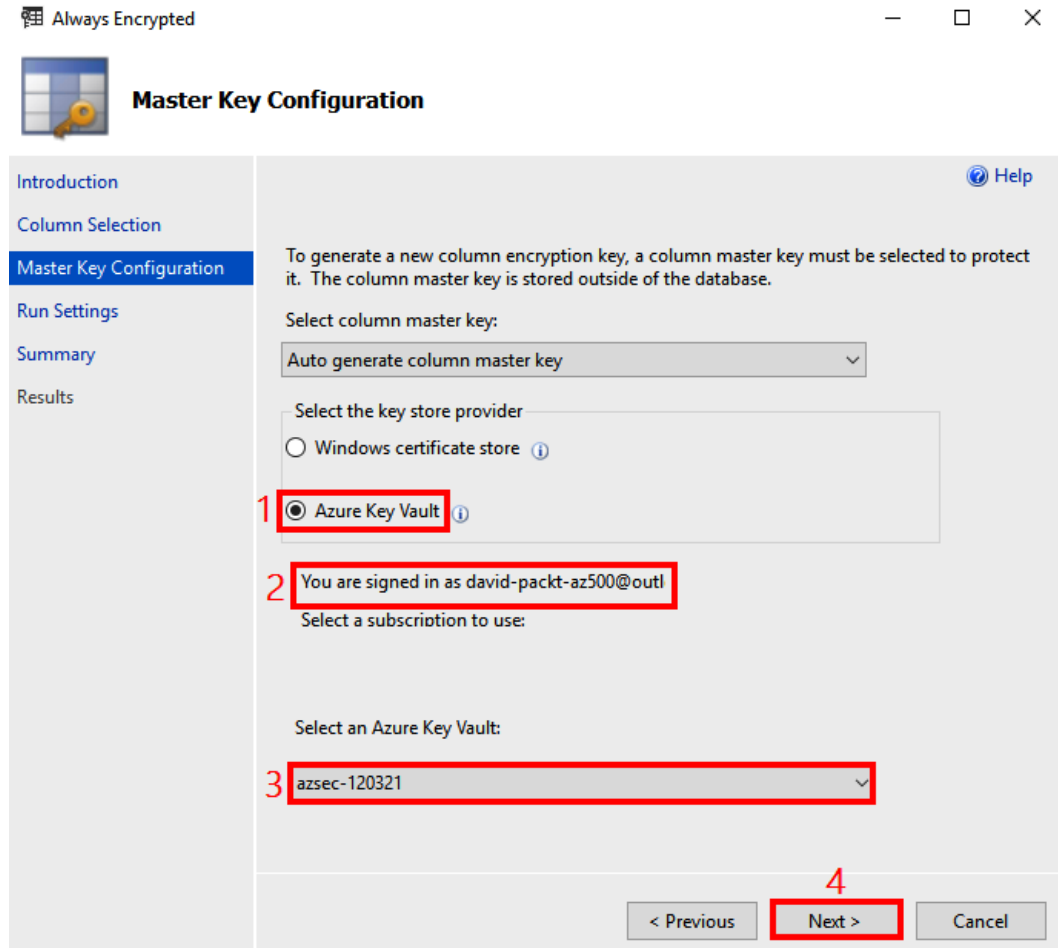 Always Encrypted
Master Key Configuration
Introduction
Column Selection
Master Key Configuration
Run Settings
Summary
Results
Help
To generate a new column encryption key, a column master key must be selected to protect
it. The column master key is stored outside of the database.
Select column master key:
Auto generate column master key
Select the key store provider
Windows certificate store
1
Azure Key Vault
2
You are signed in as david-packt-az500@outl
Select a subscription to use:
Select an Azure Key Vault:
3
azsec-120321
4
< Previous
Next >
Cancel